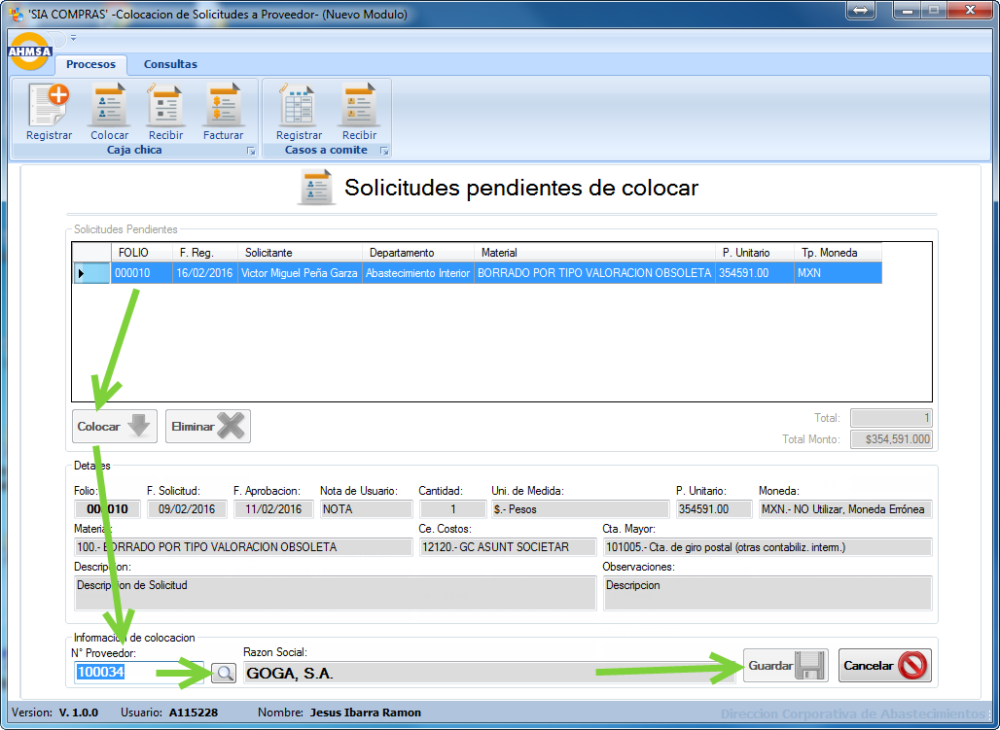 'SIA COMPRAS' -Colocacion de Solicitudes a Proveedor- (Nuevo Modulo)
AHMSA
Procesos Consultas
Registrar Colocar Recibir Facturar Registrar Recibir
Caja chica Casos a comite
Solicitudes pendientes de colocar
Solicitudes Pendientes
FOLIO F. Reg. Solicitante Departamento Material P. Unitario Tp. Moneda
000010 16/02/2016 Victor Miguel Peña Garza Abastecimiento Interior BORRADO POR TIPO VALORACION OBSOLETA 354591.00 MXN
Colocar Eliminar Total: 1
Total Monto: $354,591.000
Detalles
Folio: F. Solicitud: F. Aprobacion: Nota de Usuario: Cantidad: Uni. de Medida: P. Unitario: Moneda:
000010 09/02/2016 11/02/2016 NOTA 1 $.- Pesos 354591.00 MXN.- NO Utilizar, Moneda Errónea
Material: Ce. Costos: Cta. Mayor:
100.- BORRADO POR TIPO VALORACION OBSOLETA 12120.- GC ASUNT SOCIETAR 101005.- Cta. de giro postal (otras contabiliz. interm.)
Descripcion: Observaciones:
Descripcion de Solicitud Descripcion
Informacion de colocacion
N° Proveedor: Razon Social:
100034 GOGA, S.A. Guardar Cancelar
Version: V. 1.0.0 Usuario: A115228 Nombre: Jesus Ibarra Ramon Direccion Corporativa de Abastecimientos